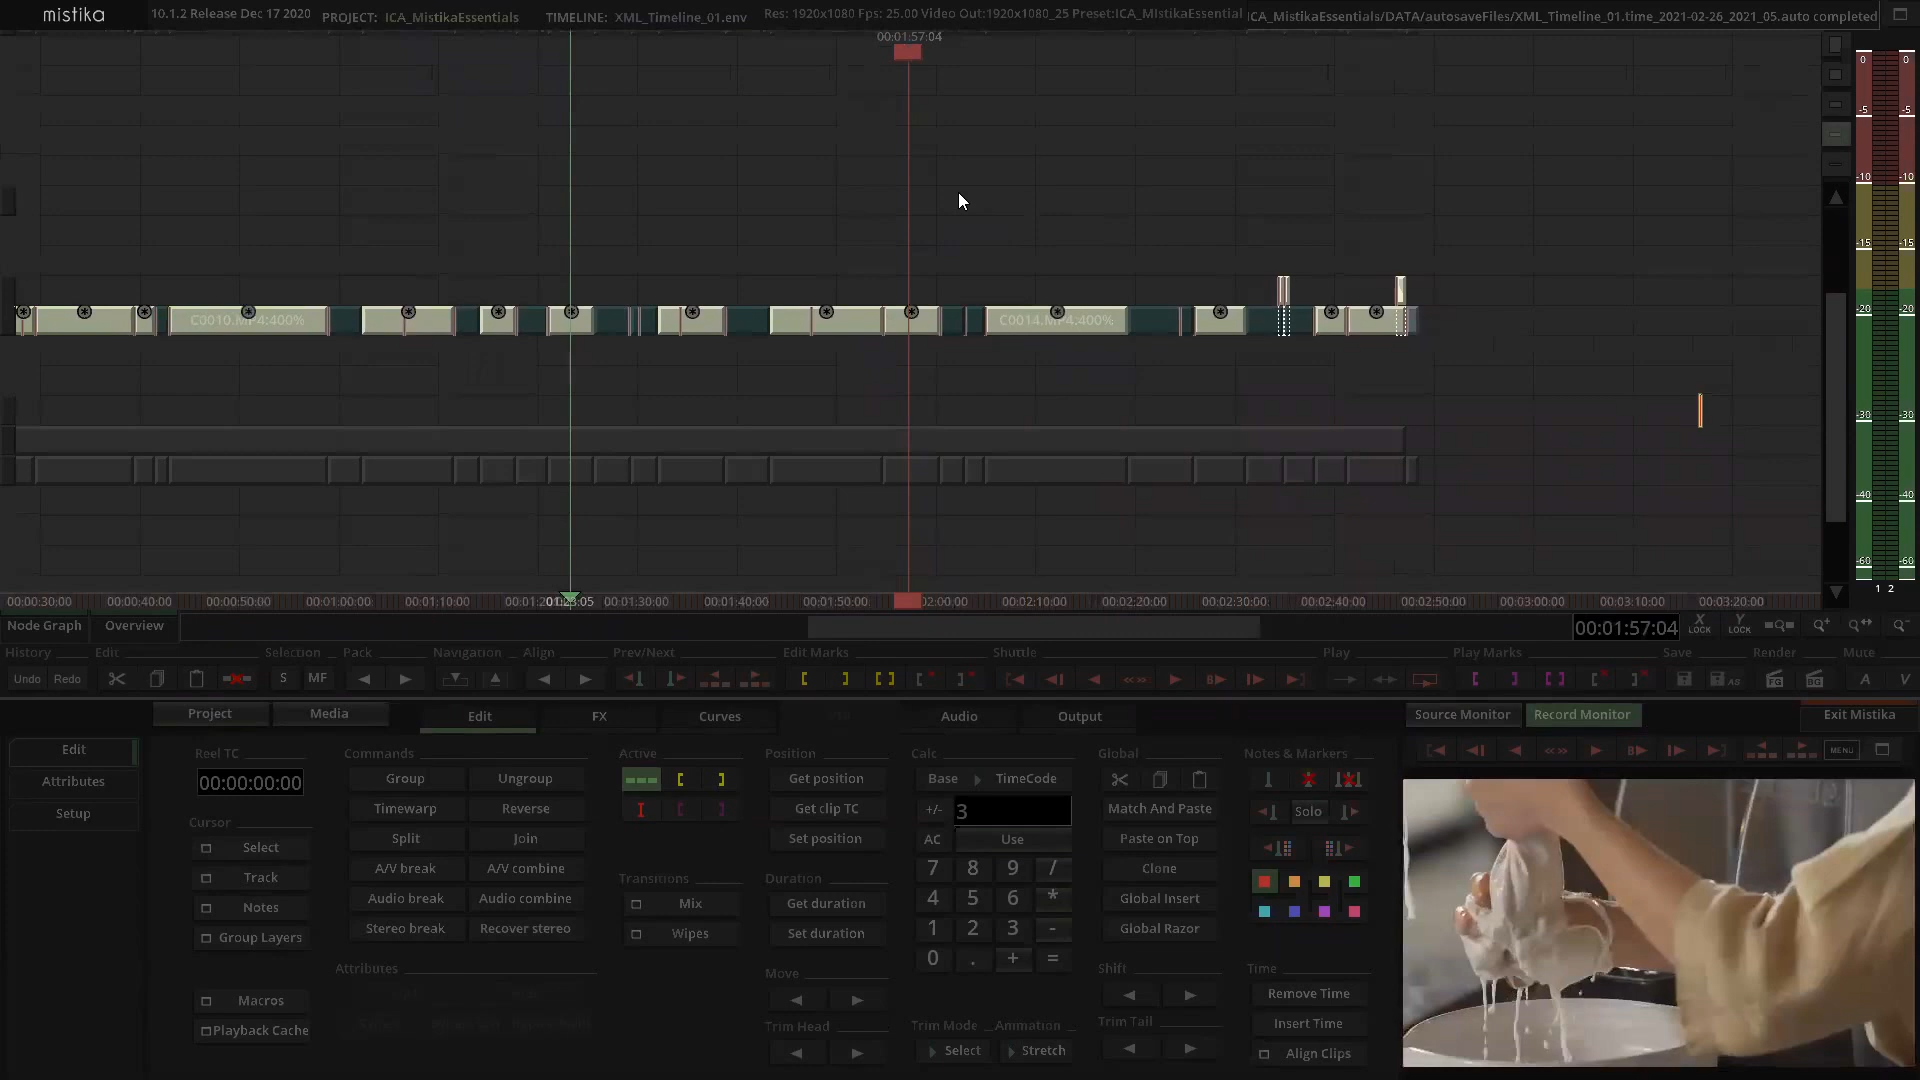 mistika 10.1.2 Release Dec 17 2020 PROJECT: ICA_MistikaEssentials TIMELINE: XML_Timeline_01.env Res: 1920x1080 Fps: 25.00 Video Out:1920x1080_25 Preset:ICA_MIstikaEssential ICA_MistikaEssentials/DATA/autosaveFiles/XML_Timeline_01.time_2021-02-26_2021_05.auto completed
00:01:57:04
0 0
-5 -5
-10 -10
-15 -15
-20 -20
-30 -30
-40 -40
-60 -60
1 2
C0010.MP4:400% C0014.MP4:400%
00:00:30:00 00:00:40:00 00:00:50:00 00:01:00:00 00:01:10:00 01:23:05 00:01:30:00 00:01:40:00 00:01:50:00 02:00:00 00:02:10:00 00:02:20:00 00:02:30:00 00:02:40:00 00:02:50:00 00:03:00:00 00:03:10:00 00:03:20:00
Node Graph Overview 00:01:57:04 X LOCK Y LOCK
History Edit Selection Pack Navigation Align Prev/Next Edit Marks Shuttle Play Play Marks Save Render Mute
Undo Redo S MF AS FG BG A V
Project Media Edit FX Curves Audio Output Source Monitor Record Monitor Exit Mistika
Edit Reel TC Commands Active Position Calc Global Notes & Markers MENU
Attributes 00:00:00:00 Group Ungroup Get position Base TimeCode
Setup Timewarp Reverse Get clip TC +/- 3 Match And Paste Solo
Cursor Split Join Set position AC Use Paste on Top
Select A/V break A/V combine 7 8 9 / Clone
Track Audio break Audio combine Transitions Duration 4 5 6 * Global Insert
Notes Stereo break Recover stereo Mix Get duration 1 2 3 - Global Razor
Group Layers Wipes Set duration 0 . + =
Attributes Move Shift Time
Macros Remove Time
Playback Cache Trim Head Trim Mode Animation Trim Tail Insert Time
Select Stretch Align Clips